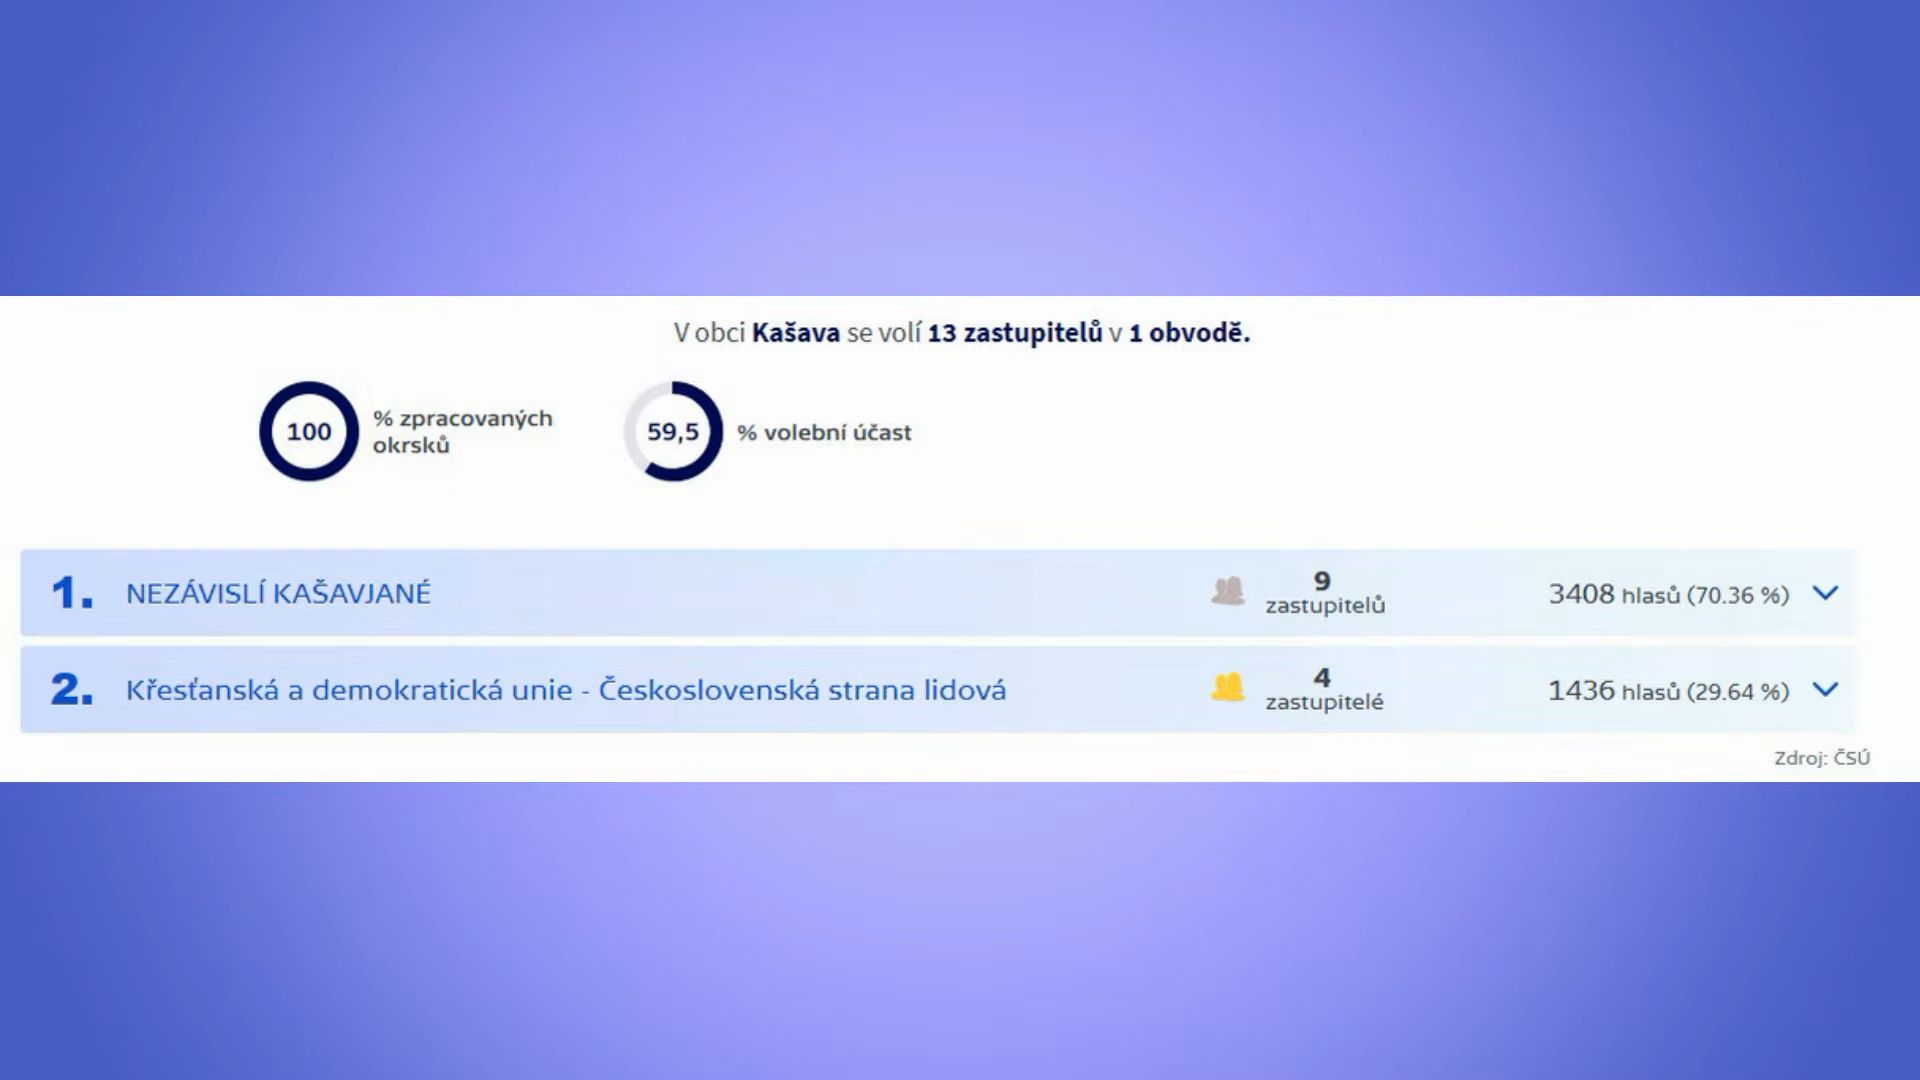 V obci Kašava se volí 13 zastupitelů v 1 obvodě.
100 % zpracovaných
okrsků
59,5 % volební účast
1. NEZÁVISLÍ KAŠAVJANÉ 9 zastupitelů 3408 hlasů (70.36 %)
2. Křesťanská a demokratická unie - Československá strana lidová 4 zastupitelé 1436 hlasů (29.64 %)
Zdroj: ČSÚ